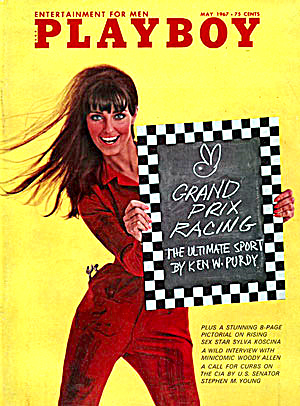 ENTERTAINMENT FOR MEN
MAY 1967 • 75 CENTS
PLAYBOY
GRAND
PRIX
RACING
THE ULTIMATE SPORT
BY KEN W. PURDY
PLUS A STUNNING 8-PAGE
PICTORIAL ON RISING
SEX STAR SYLVA KOSCINA
A WILD INTERVIEW WITH
MINICOMIC WOODY ALLEN
A CALL FOR CURBS ON
THE CIA BY U.S. SENATOR
STEPHEN M. YOUNG